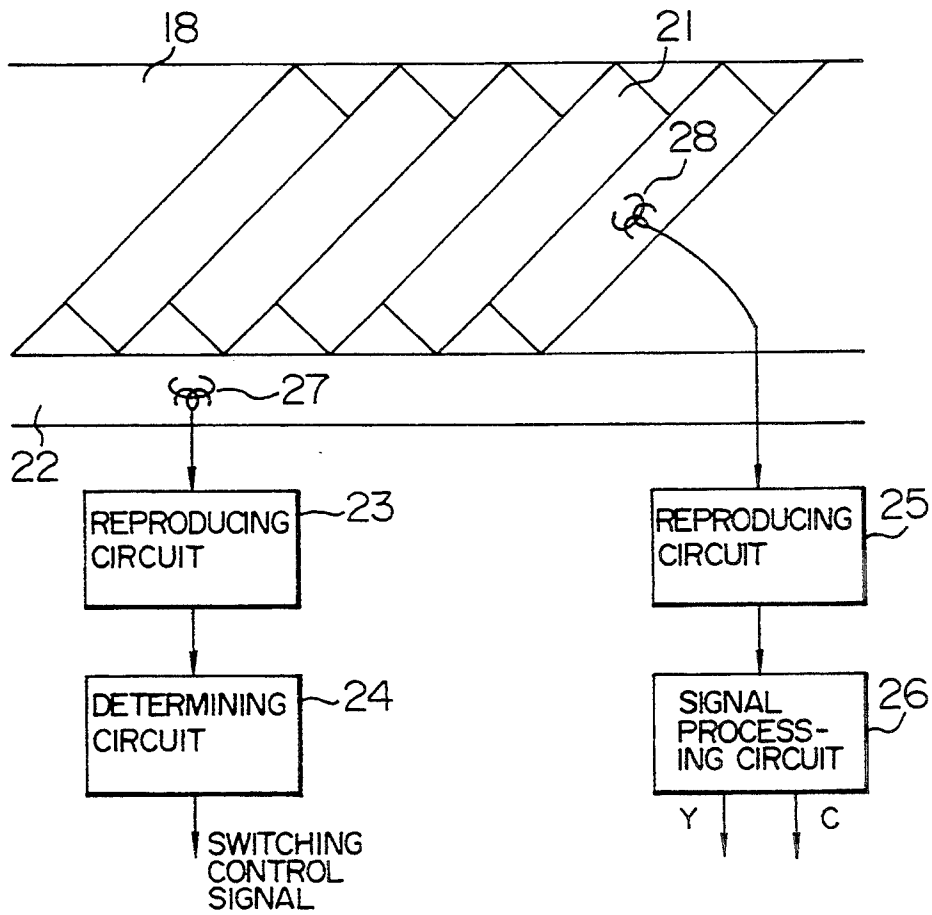 18
21
28
27
22
REPRODUCING
CIRCUIT
23
REPRODUCING
CIRCUIT
25
DETERMINING
CIRCUIT
24
SIGNAL
PROCESS-
ING CIRCUIT
26
Y
C
SWITCHING
CONTROL
SIGNAL